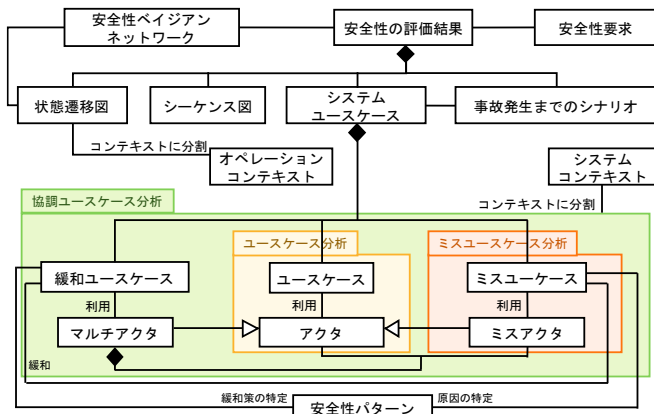 安全性ベイジアン
ネットワーク
安全性の評価結果
安全性要求
状態遷移図
シーケンス図
システム
ユースケース
事故発生までのシナリオ
コンテキストに分割
オペレーション
コンテキスト
システム
コンテキスト
協調ユースケース分析
コンテキストに分割
ユースケース分析
ミスユースケース分析
緩和ユースケース
ユースケース
ミスユーケース
利用
利用
利用
マルチアクタ
アクタ
ミスアクタ
緩和
緩和策の特定
原因の特定
安全性パターン